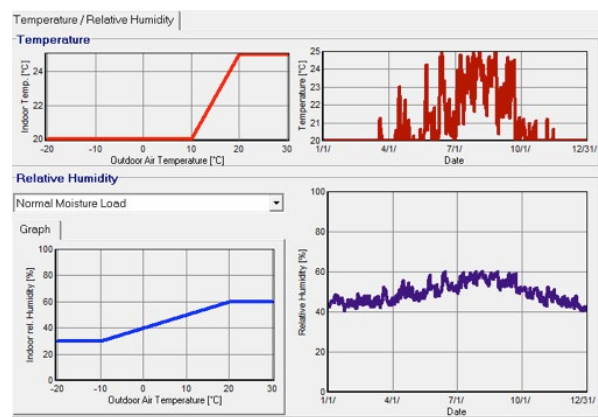 Temperature / Relative Humidity
Temperature
Indoor Temp. [°C]
24
22
20
-20 -10 0 10 20 30
Outdoor Air Temperature [°C]
Temperature [°C]
25
24
23
22
21
20
1/1/ 4/1/ 7/1/ 10/1/ 12/31/
Date
Relative Humidity
Normal Moisture Load
Graph
Indoor rel. Humidity [%]
100
80
60
40
20
0
-20 -10 0 10 20 30
Outdoor Air Temperature [°C]
Relative Humidity [%]
100
80
60
40
20
0
1/1/ 4/1/ 7/1/ 10/1/ 12/31/
Date